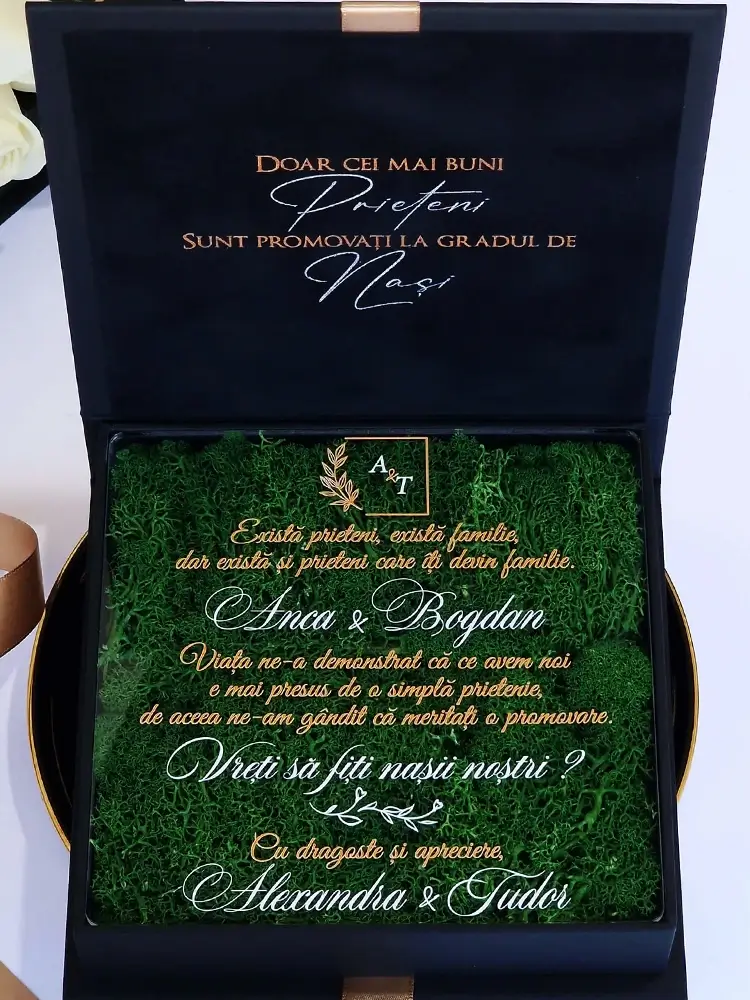 DOAR CEI MAI BUNI
Prieteni
SUNT PROMOVAȚI LA GRADUL DE
Nași
A&T
Există prieteni, există familie,
dar există și prieteni care îți devin familie.
Anca & Bogdan
Viața ne-a demonstrat că ce avem noi
e mai presus de o simplă prietenie,
de aceea ne-am gândit că meritați o promovare.
Vreți să fiți nașii noștri ?
Cu dragoste și apreciere,
Alexandra & Tudor